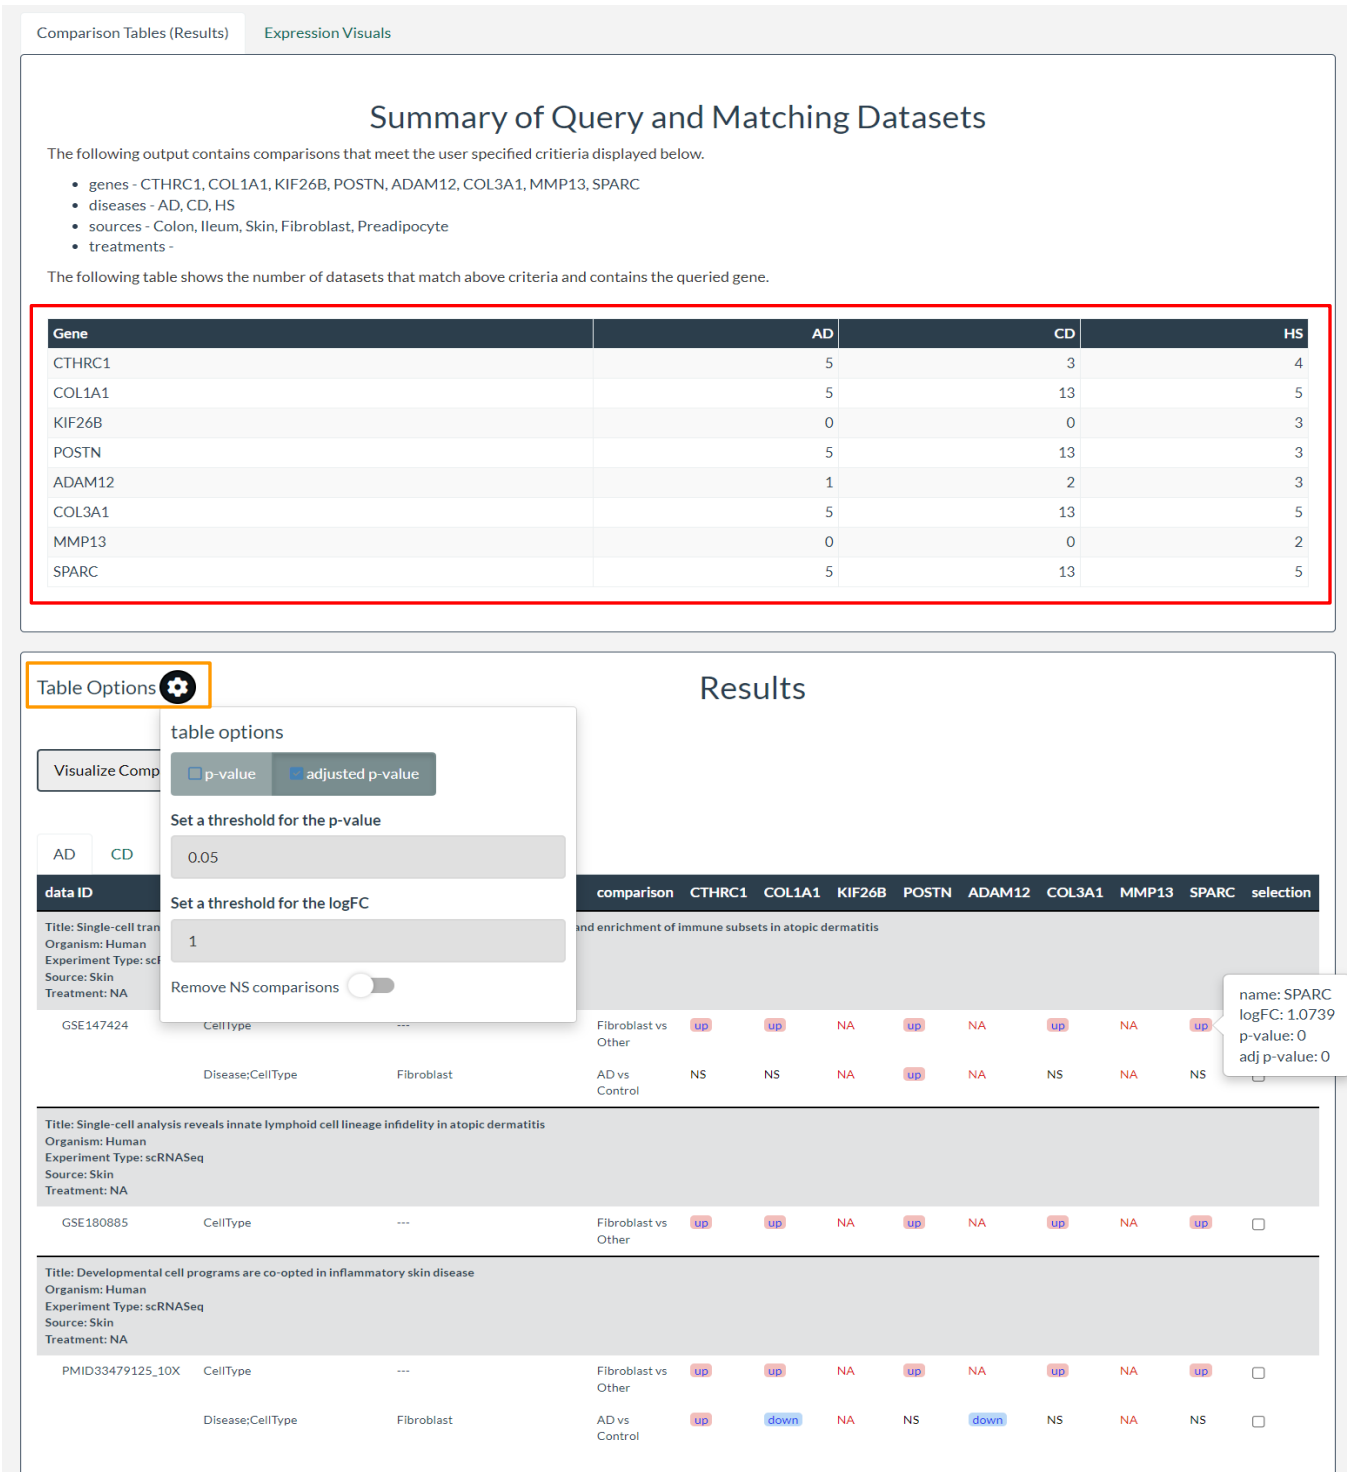 Comparison Tables (Results) Expression Visuals
Summary of Query and Matching Datasets
The following output contains comparisons that meet the user specified critieria displayed below.
• genes - CTHRC1, COL1A1, KIF26B, POSTN, ADAM12, COL3A1, MMP13, SPARC
• diseases - AD, CD, HS
• sources - Colon, Ileum, Skin, Fibroblast, Preadipocyte
• treatments -
The following table shows the number of datasets that match above criteria and contains the queried gene.
Gene AD CD HS
CTHRC1 5 3 4
COL1A1 5 13 5
KIF26B 0 0 3
POSTN 5 13 3
ADAM12 1 2 3
COL3A1 5 13 5
MMP13 0 0 2
SPARC 5 13 5
Table Options Results
table options
Visualize Comp
p-value adjusted p-value
Set a threshold for the p-value
AD CD 0.05
data ID comparison CTHRC1 COL1A1 KIF26B POSTN ADAM12 COL3A1 MMP13 SPARC selection
Set a threshold for the logFC
1
Remove NS comparisons
Title: Single-cell tran and enrichment of immune subsets in atopic dermatitis
Organism: Human
Experiment Type: scF
Source: Skin
Treatment: NA
name: SPARC
logFC: 1.0739
p-value: 0
adj p-value: 0
GSE147424 CellType --- Fibroblast vs up up NA up NA up NA up
Other
Disease;CellType Fibroblast AD vs NS NS NA up NA NS NA NS
Control
Title: Single-cell analysis reveals innate lymphoid cell lineage infidelity in atopic dermatitis
Organism: Human
Experiment Type: scRNASeq
Source: Skin
Treatment: NA
GSE180885 CellType --- Fibroblast vs up up NA up NA up NA up
Other
Title: Developmental cell programs are co-opted in inflammatory skin disease
Organism: Human
Experiment Type: scRNASeq
Source: Skin
Treatment: NA
PMID33479125_10X CellType --- Fibroblast vs up up NA up NA up NA up
Other
Disease;CellType Fibroblast AD vs up down NA NS down NS NA NS
Control